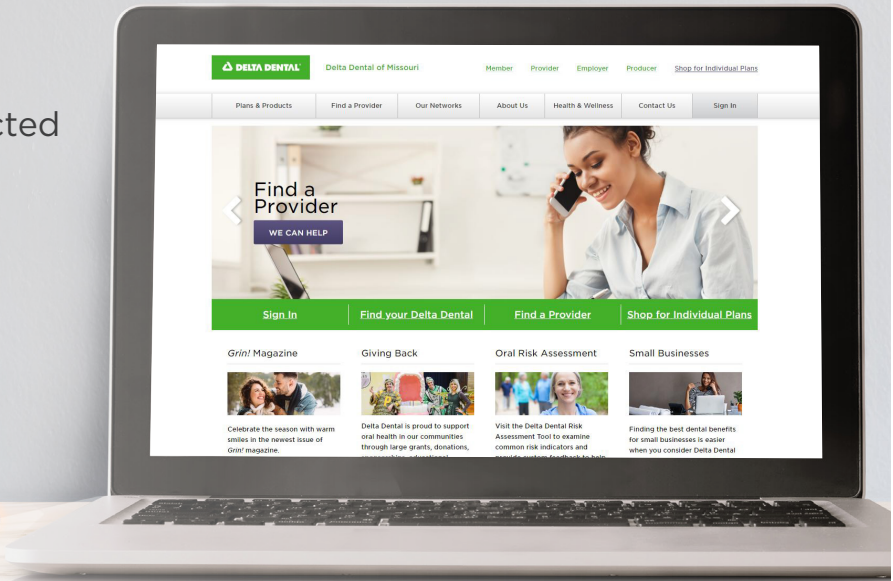 cted
DELTA DENTAL
Delta Dental of Missouri
Member Provider Employer Producer Shop for Individual Plans
Plans & Products Find a Provider Our Networks About Us Health & Wellness Contact Us Sign In
Find a
Provider
WE CAN HELP
Sign In Find your Delta Dental Find a Provider Shop for Individual Plans
Grin! Magazine
Celebrate the season with warm
smiles in the newest issue of
Grin! magazine.
Giving Back
Delta Dental is proud to support
oral health in our communities
through large grants, donations,
Oral Risk Assessment
Visit the Delta Dental Risk
Assessment Tool to examine
common risk indicators and
Small Businesses
Finding the best dental benefits
for small businesses is easier
when you consider Delta Dental